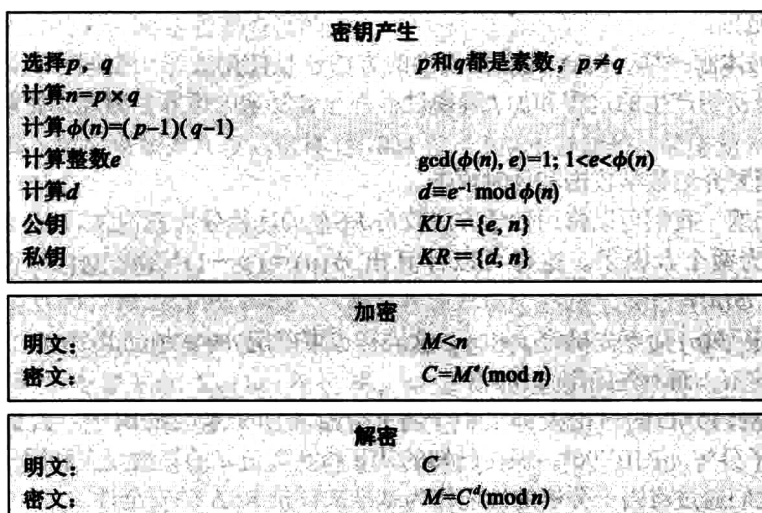 密钥产生
选择p，q p和q都是素数，p≠q
计算n=p×q
计算ϕ(n)=(p−1)(q−1)
计算整数e gcd(ϕ(n), e)=1; 1<e<ϕ(n)
计算d d≡e⁻¹ mod ϕ(n)
公钥 KU＝{e, n}
私钥 KR＝{d, n}
加密
明文： M<n
密文： C=Mᵉ(mod n)
解密
明文： C
密文： M=Cᵈ(mod n)